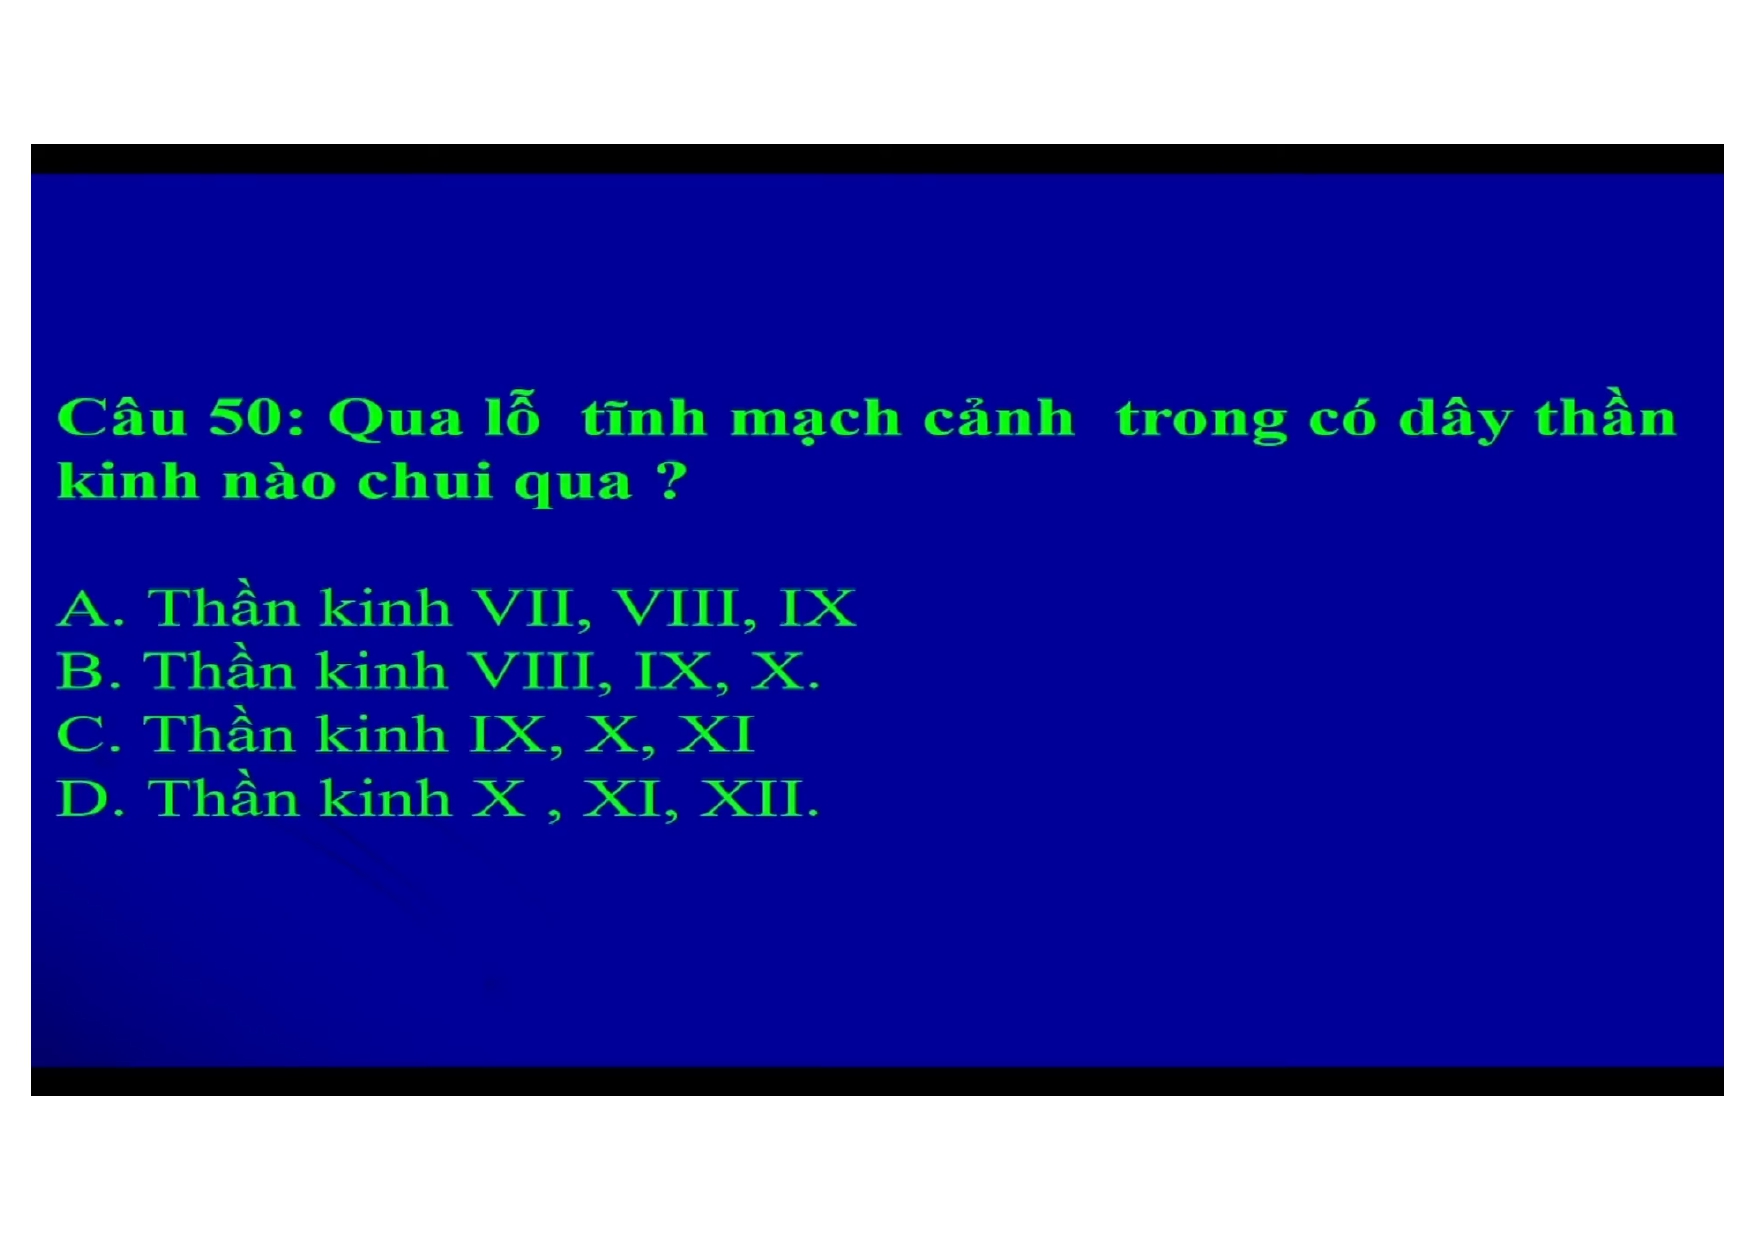 Câu 50: Qua lỗ tĩnh mạch cảnh trong có dây thần
kinh nào chui qua ?
A. Thần kinh VII, VIII, IX
B. Thần kinh VIII, IX, X.
C. Thần kinh IX, X, XI
D. Thần kinh X , XI, XII.